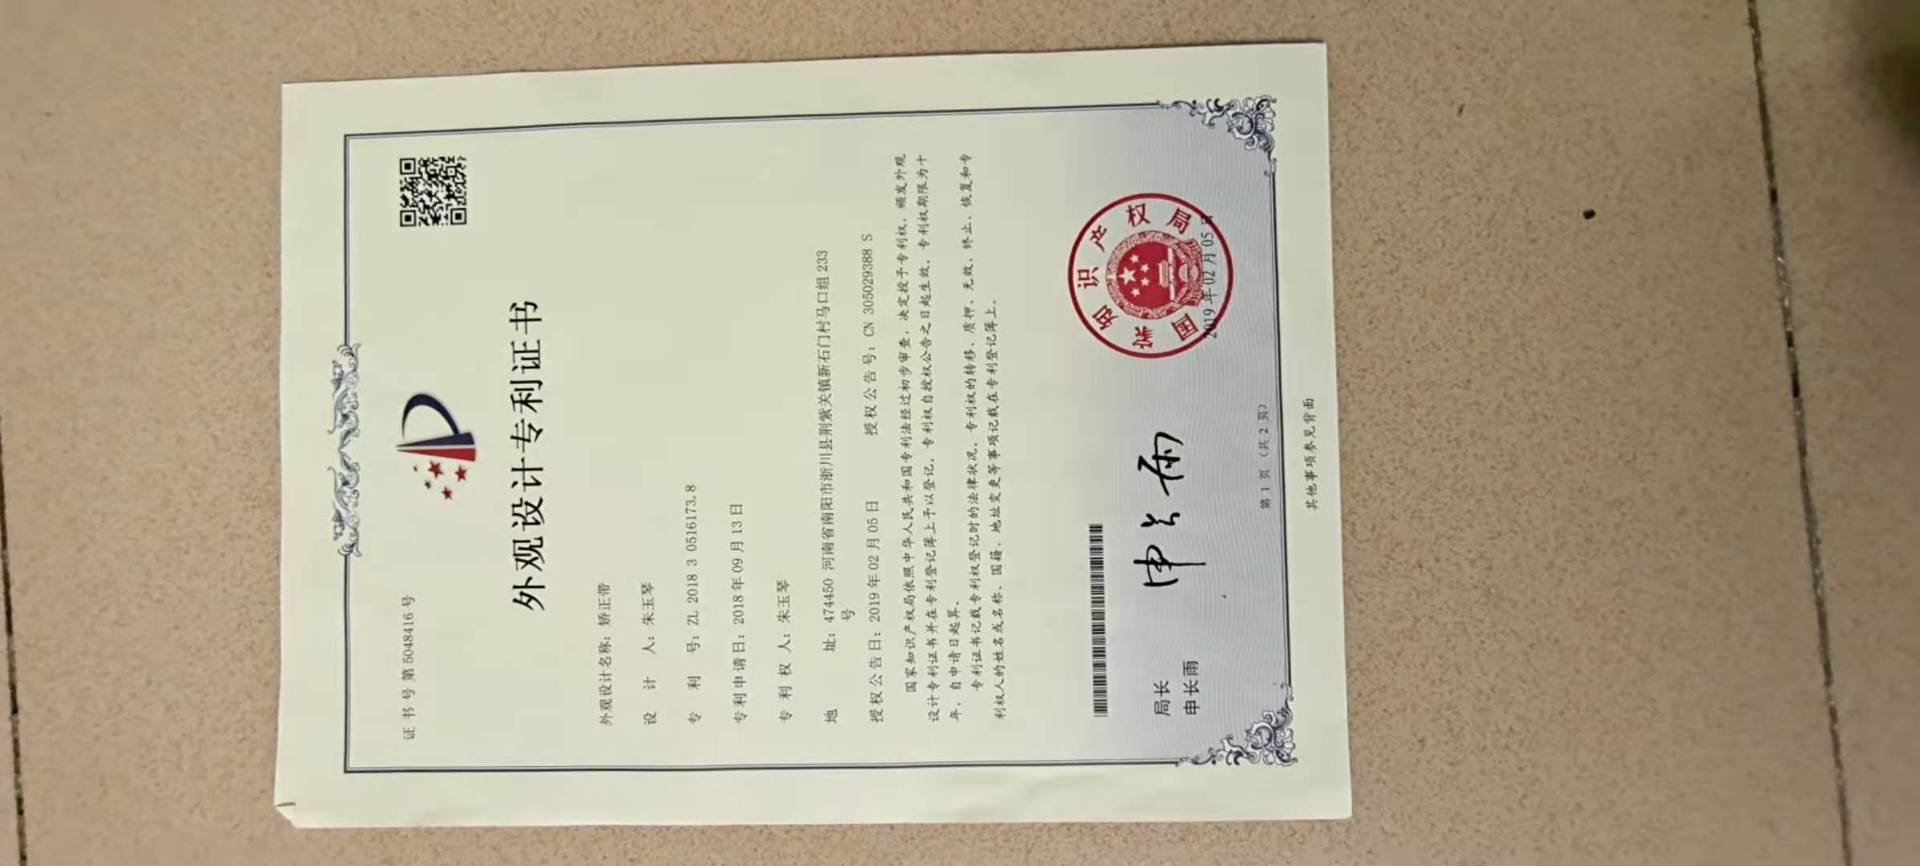 证书号第5048416号
外观设计专利证书
外观设计名称：矫正带
设计人：朱玉琴
专利号：ZL 2018 3 0516173.8
专利申请日：2018年09月13日
专利权人：朱玉琴
地址：474450 河南省南阳市淅川县荆紫关镇新石门村马口组233
号
授权公告日：2019年02月05日 授权公告号：CN 305029388 S
国家知识产权局依照中华人民共和国专利法经过初步审查，决定授予专利权，颁发外观
设计专利证书并在专利登记簿上予以登记。专利权自授权公告之日起生效。专利权期限为十
年，自申请日起算。
专利证书记载专利权登记时的法律状况。专利权的转移、质押、无效、终止、恢复和专
利权人的姓名或名称、国籍、地址变更等事项记载在专利登记簿上。
局长
申长雨
申长雨
国家知识产权局
2019年02月05日
第 1 页 （共 2 页）
其他事项参见背面